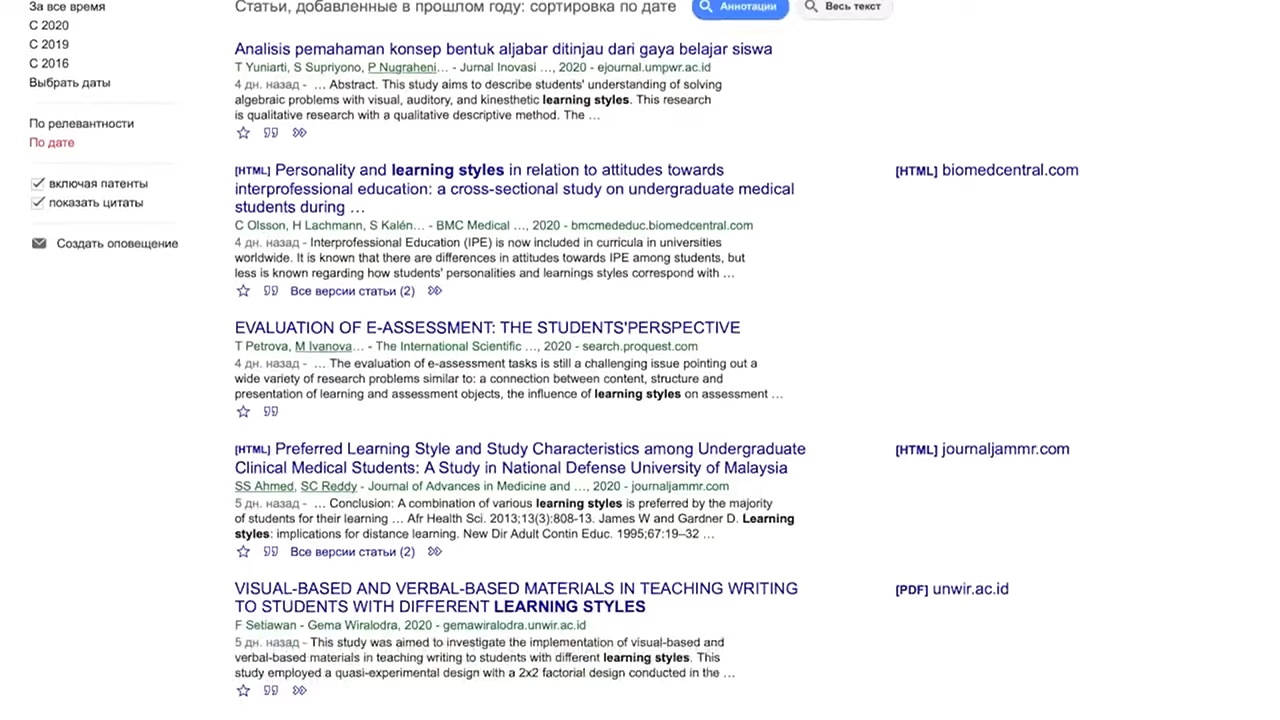 За все время
С 2020
С 2019
С 2016
Выбрать даты
По релевантности
По дате
включая патенты
показать цитаты
Создать оповещение
Статьи, добавленные в прошлом году: сортировка по дате
Аннотации
Весь текст
Analisis pemahaman konsep bentuk aljabar ditinjau dari gaya belajar siswa
T Yuniarti, S Supriyono, P Nugraheni… - Jurnal Inovasi …, 2020 - ejournal.umpwr.ac.id
4 дн. назад - … Abstract. This study aims to describe students' understanding of solving
algebraic problems with visual, auditory, and kinesthetic learning styles. This research
is qualitative research with a qualitative descriptive method. The …
[HTML] Personality and learning styles in relation to attitudes towards
interprofessional education: a cross-sectional study on undergraduate medical
students during …
[HTML] biomedcentral.com
C Olsson, H Lachmann, S Kalén… - BMC Medical …, 2020 - bmcmededuc.biomedcentral.com
4 дн. назад - Interprofessional Education (IPE) is now included in curricula in universities
worldwide. It is known that there are differences in attitudes towards IPE among students, but
less is known regarding how students' personalities and learnings styles correspond with …
Все версии статьи (2)
EVALUATION OF E-ASSESSMENT: THE STUDENTS'PERSPECTIVE
T Petrova, M Ivanova… - The International Scientific …, 2020 - search.proquest.com
4 дн. назад - … The evaluation of e-assessment tasks is still a challenging issue pointing out a
wide variety of research problems similar to: a connection between content, structure and
presentation of learning and assessment objects, the influence of learning styles on assessment …
[HTML] Preferred Learning Style and Study Characteristics among Undergraduate
Clinical Medical Students: A Study in National Defense University of Malaysia
[HTML] journaljammr.com
SS Ahmed, SC Reddy - Journal of Advances in Medicine and …, 2020 - journaljammr.com
5 дн. назад - … Conclusion: A combination of various learning styles is preferred by the majority
of students for their learning … Afr Health Sci. 2013;13(3):808-13. James W and Gardner D. Learning
styles: implications for distance learning. New Dir Adult Contin Educ. 1995;67:19–32 …
Все версии статьи (2)
VISUAL-BASED AND VERBAL-BASED MATERIALS IN TEACHING WRITING
TO STUDENTS WITH DIFFERENT LEARNING STYLES
[PDF] unwir.ac.id
F Setiawan - Gema Wiralodra, 2020 - gemawiralodra.unwir.ac.id
5 дн. назад - This study was aimed to investigate the implementation of visual-based and
verbal-based materials in teaching writing to students with different learning styles. This
study employed a quasi-experimental design with a 2x2 factorial design conducted in the …